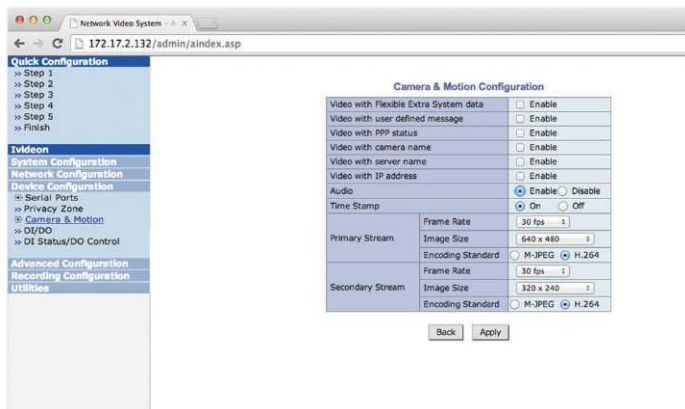 Network Video System - A
172.17.2.132/admin/aindex.asp
Quick Configuration
» Step 1
» Step 2
» Step 3
» Step 4
» Step 5
» Finish
Ivideon
System Configuration
Network Configuration
Device Configuration
Serial Ports
» Privacy Zone
Camera & Motion
» DI/DO
» DI Status/DO Control
Advanced Configuration
Recording Configuration
Utilities
Camera & Motion Configuration
Video with Flexible Extra System data Enable
Video with user defined message Enable
Video with PPP status Enable
Video with camera name Enable
Video with server name Enable
Video with IP address Enable
Audio Enable Disable
Time Stamp On Off
Primary Stream
Frame Rate 30 fps
Image Size 640 x 480
Encoding Standard M-JPEG H.264
Secondary Stream
Frame Rate 30 fps
Image Size 320 x 240
Encoding Standard M-JPEG H.264
Back Apply